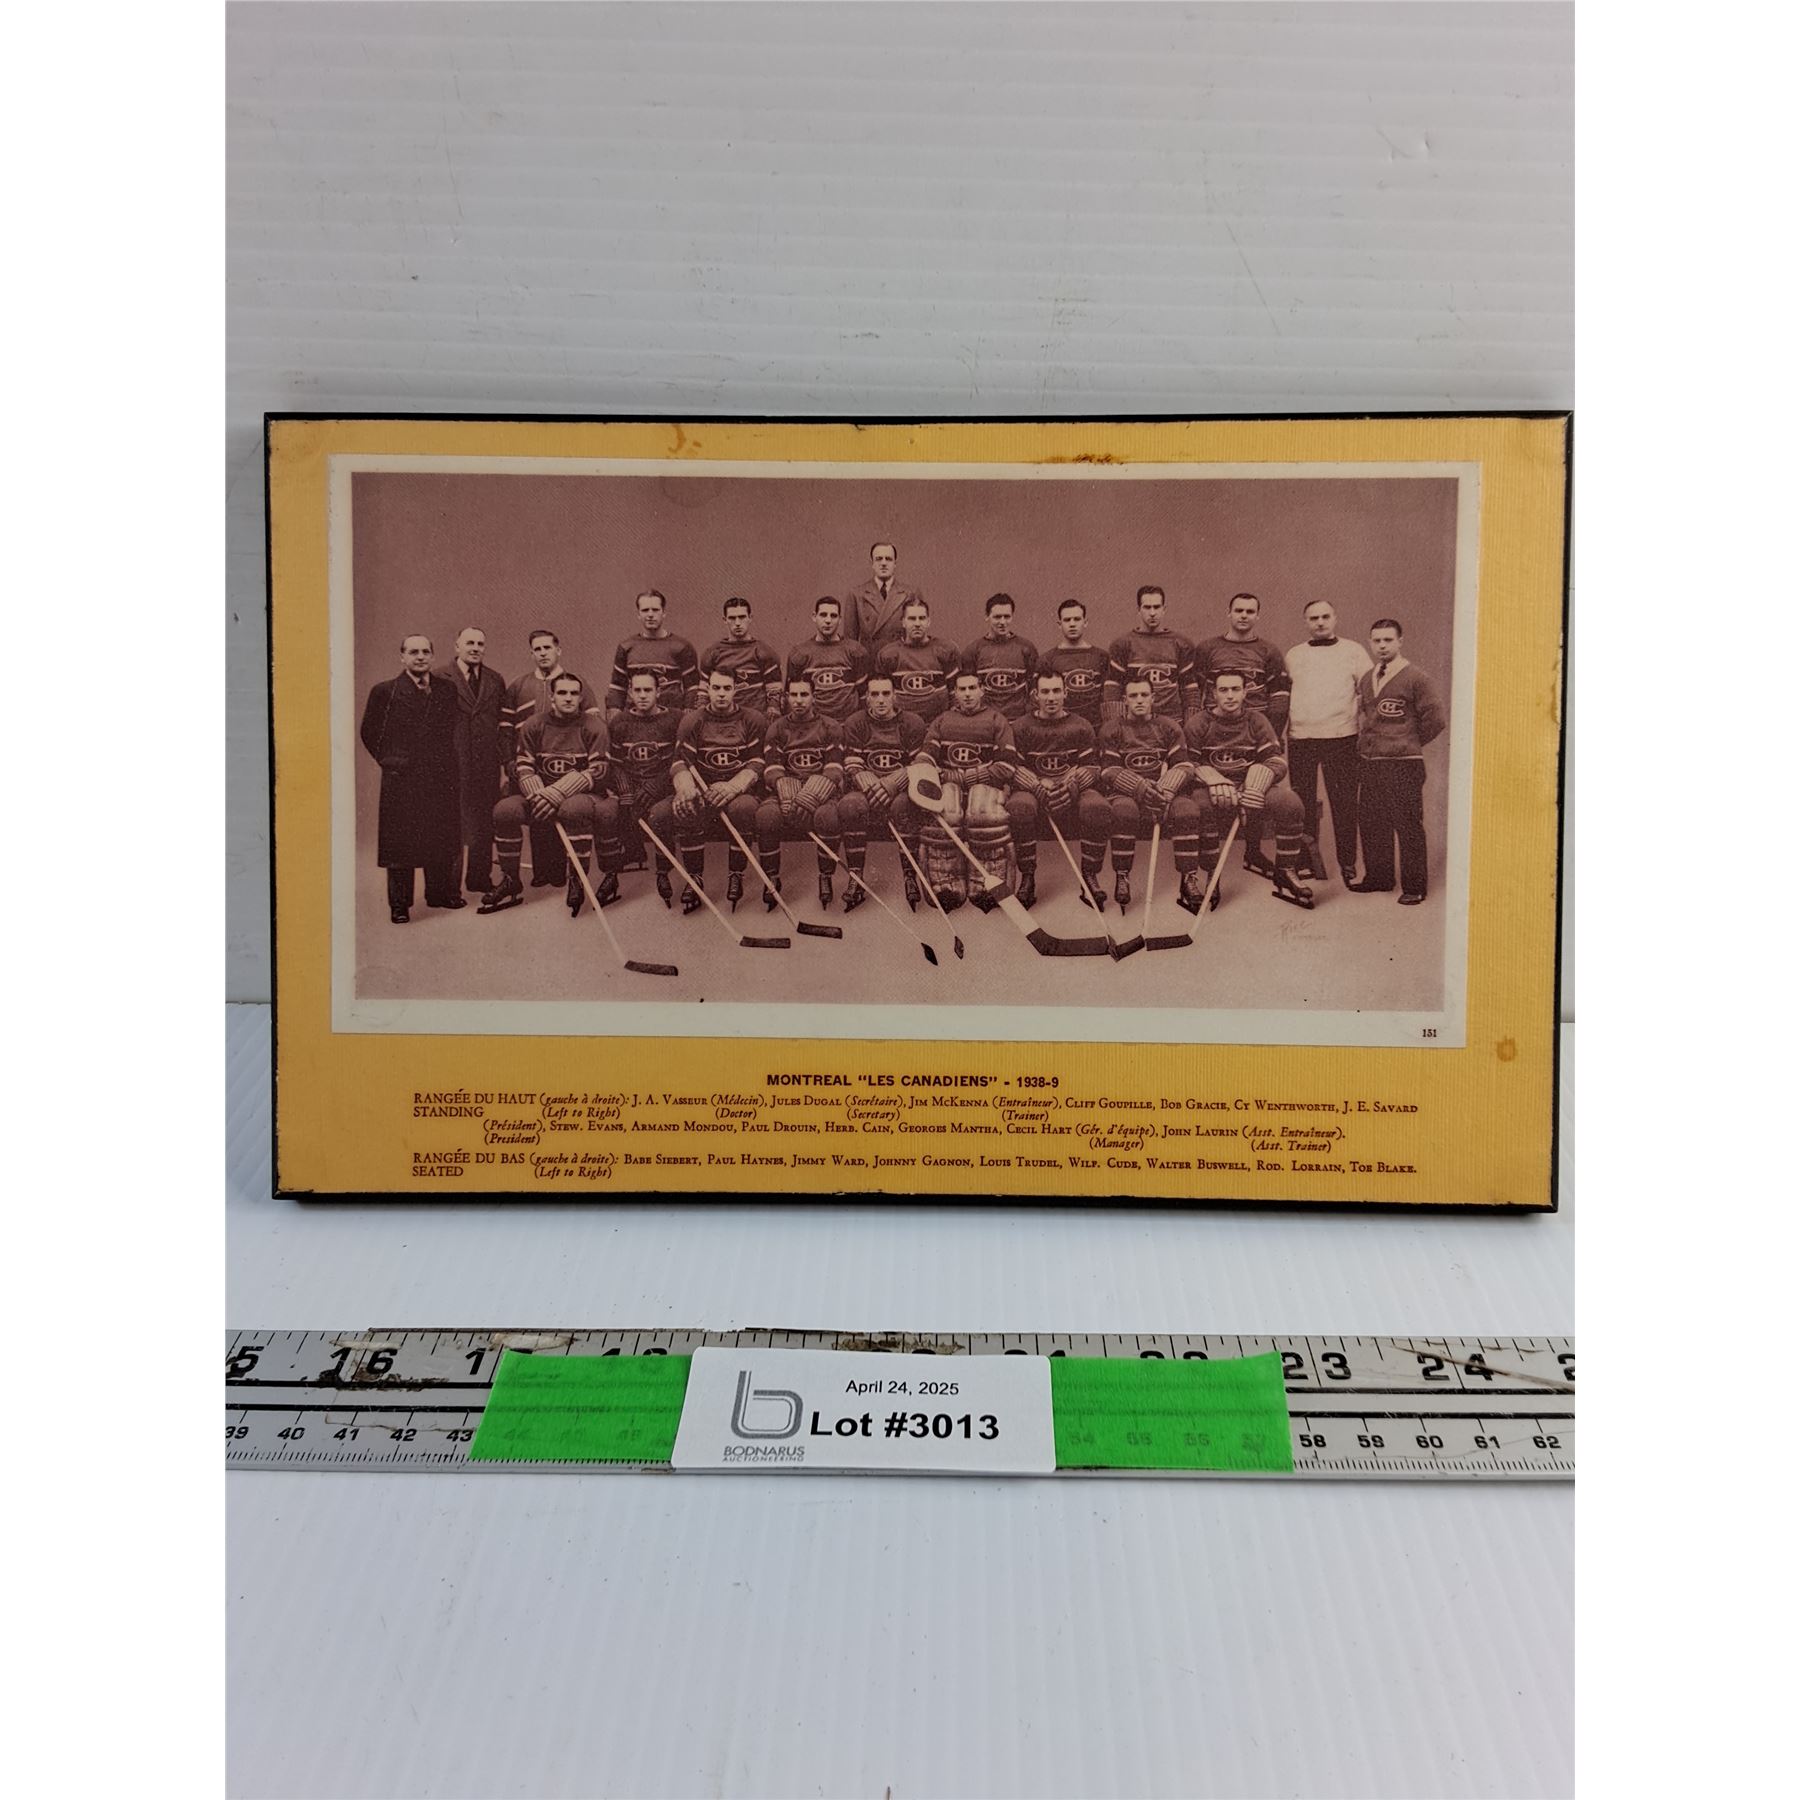 151
MONTREAL "LES CANADIENS" - 1938-9
RANGÉE DU HAUT (gauche à droite): J. A. VASSEUR (Médecin), JULES DUGAL (Secrétaire), JIM MCKENNA (Entraîneur), CLIFF GOUPILLE, BOB GRACIE, CY WENTHWORTH, J. E. SAVARD
STANDING (Left to Right) (Doctor) (Secretary) (Trainer)
(Président), STEW. EVANS, ARMAND MONDOU, PAUL DROUIN, HERB. CAIN, GEORGES MANTHA, CECIL HART (Gér. d'équipe), JOHN LAURIN (Asst. Entraîneur).
(President) (Manager) (Asst. Trainer)
RANGÉE DU BAS (gauche à droite): BABE SIEBERT, PAUL HAYNES, JIMMY WARD, JOHNNY GAGNON, LOUIS TRUDEL, WILF. CUDE, WALTER BUSWELL, ROD. LORRAIN, TOE BLAKE.
SEATED (Left to Right)
16 23 24
39 40 41 42 43 58 59 60 61 62
April 24, 2025
Lot #3013
BODNARUS
AUCTIONEERING